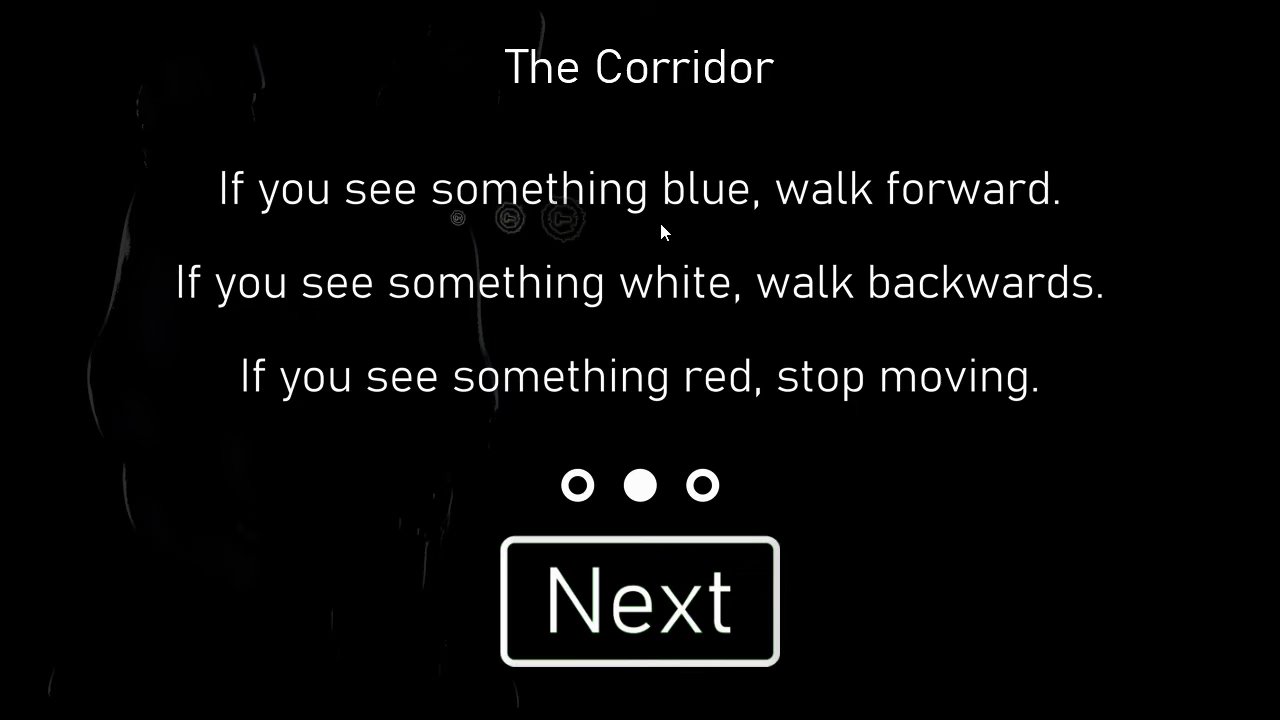 The Corridor
If you see something blue, walk forward.
If you see something white, walk backwards.
If you see something red, stop moving.
Next